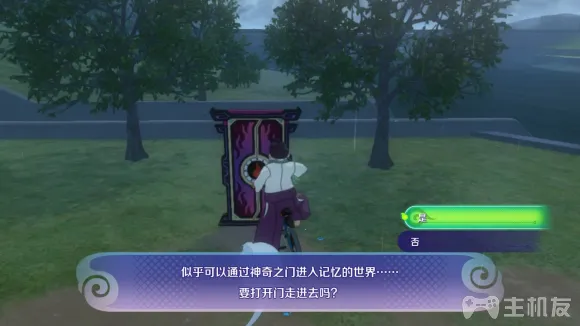 是
否
似乎可以通过神奇之门进入记忆的世界……
要打开门走进去吗？
主机友